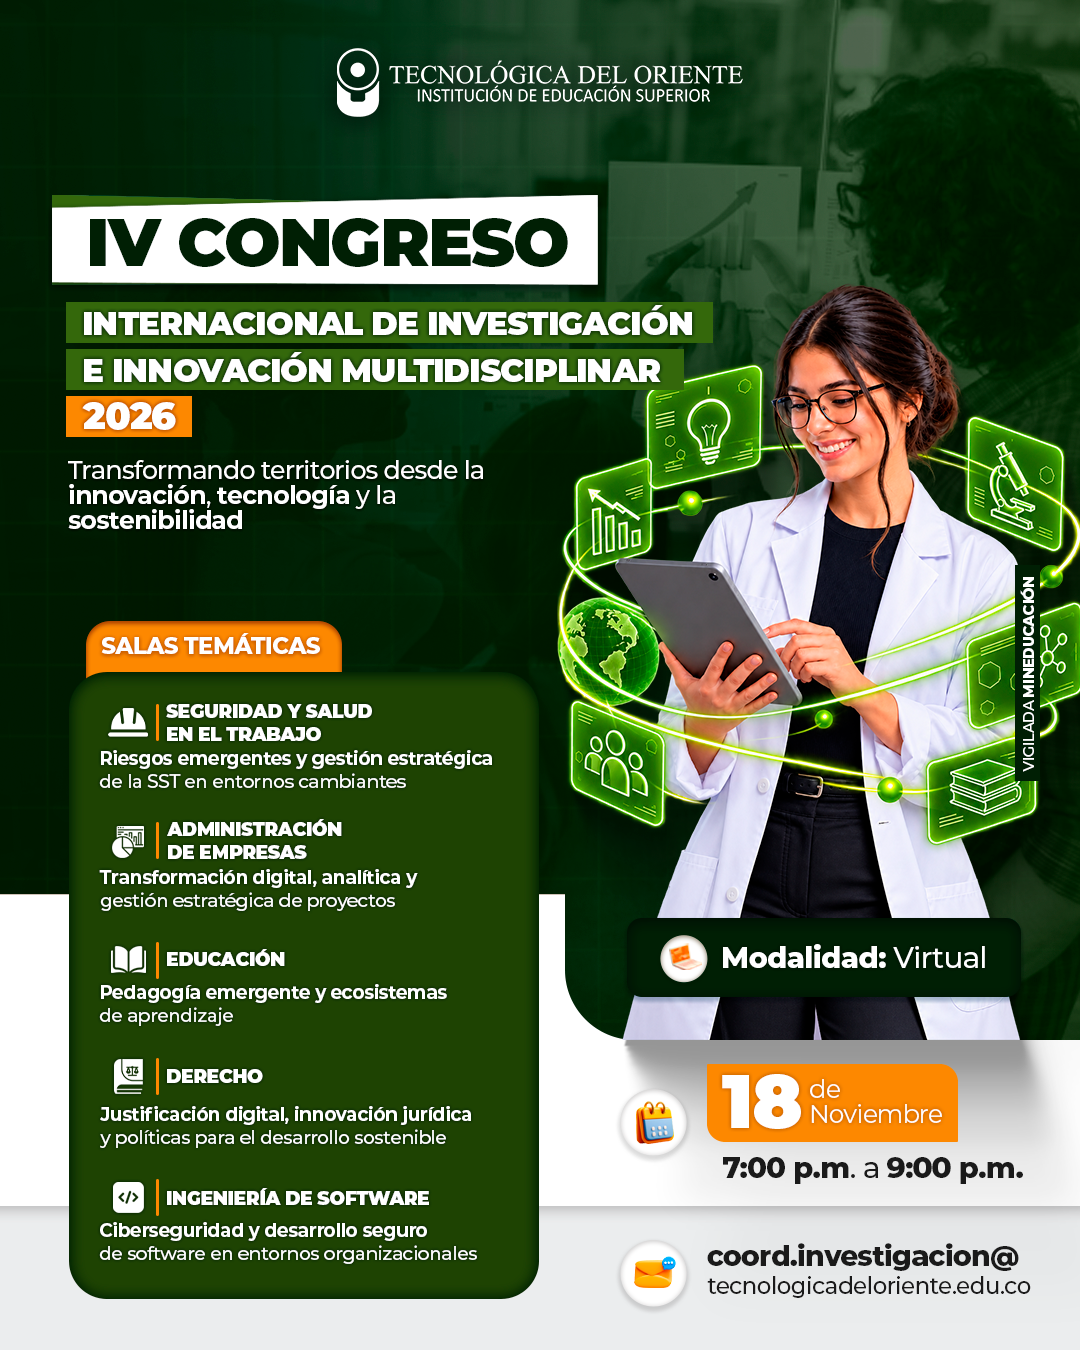 TECNOLÓGICA DEL ORIENTE
INSTITUCIÓN DE EDUCACIÓN SUPERIOR
IV CONGRESO
INTERNACIONAL DE INVESTIGACIÓN
E INNOVACIÓN MULTIDISCIPLINAR
2026
Transformando territorios desde la
innovación, tecnología y la
sostenibilidad
SALAS TEMÁTICAS
SEGURIDAD Y SALUD
EN EL TRABAJO
Riesgos emergentes y gestión estratégica
de la SST en entornos cambiantes
ADMINISTRACIÓN
DE EMPRESAS
Transformación digital, analítica y
gestión estratégica de proyectos
EDUCACIÓN
Pedagogía emergente y ecosistemas
de aprendizaje
DERECHO
Justificación digital, innovación jurídica
y políticas para el desarrollo sostenible
INGENIERÍA DE SOFTWARE
Ciberseguridad y desarrollo seguro
de software en entornos organizacionales
VIGILADA MINEDUCACIÓN
Modalidad: Virtual
18 de
Noviembre
7:00 p.m. a 9:00 p.m.
coord.investigacion@
tecnologicadeloriente.edu.co